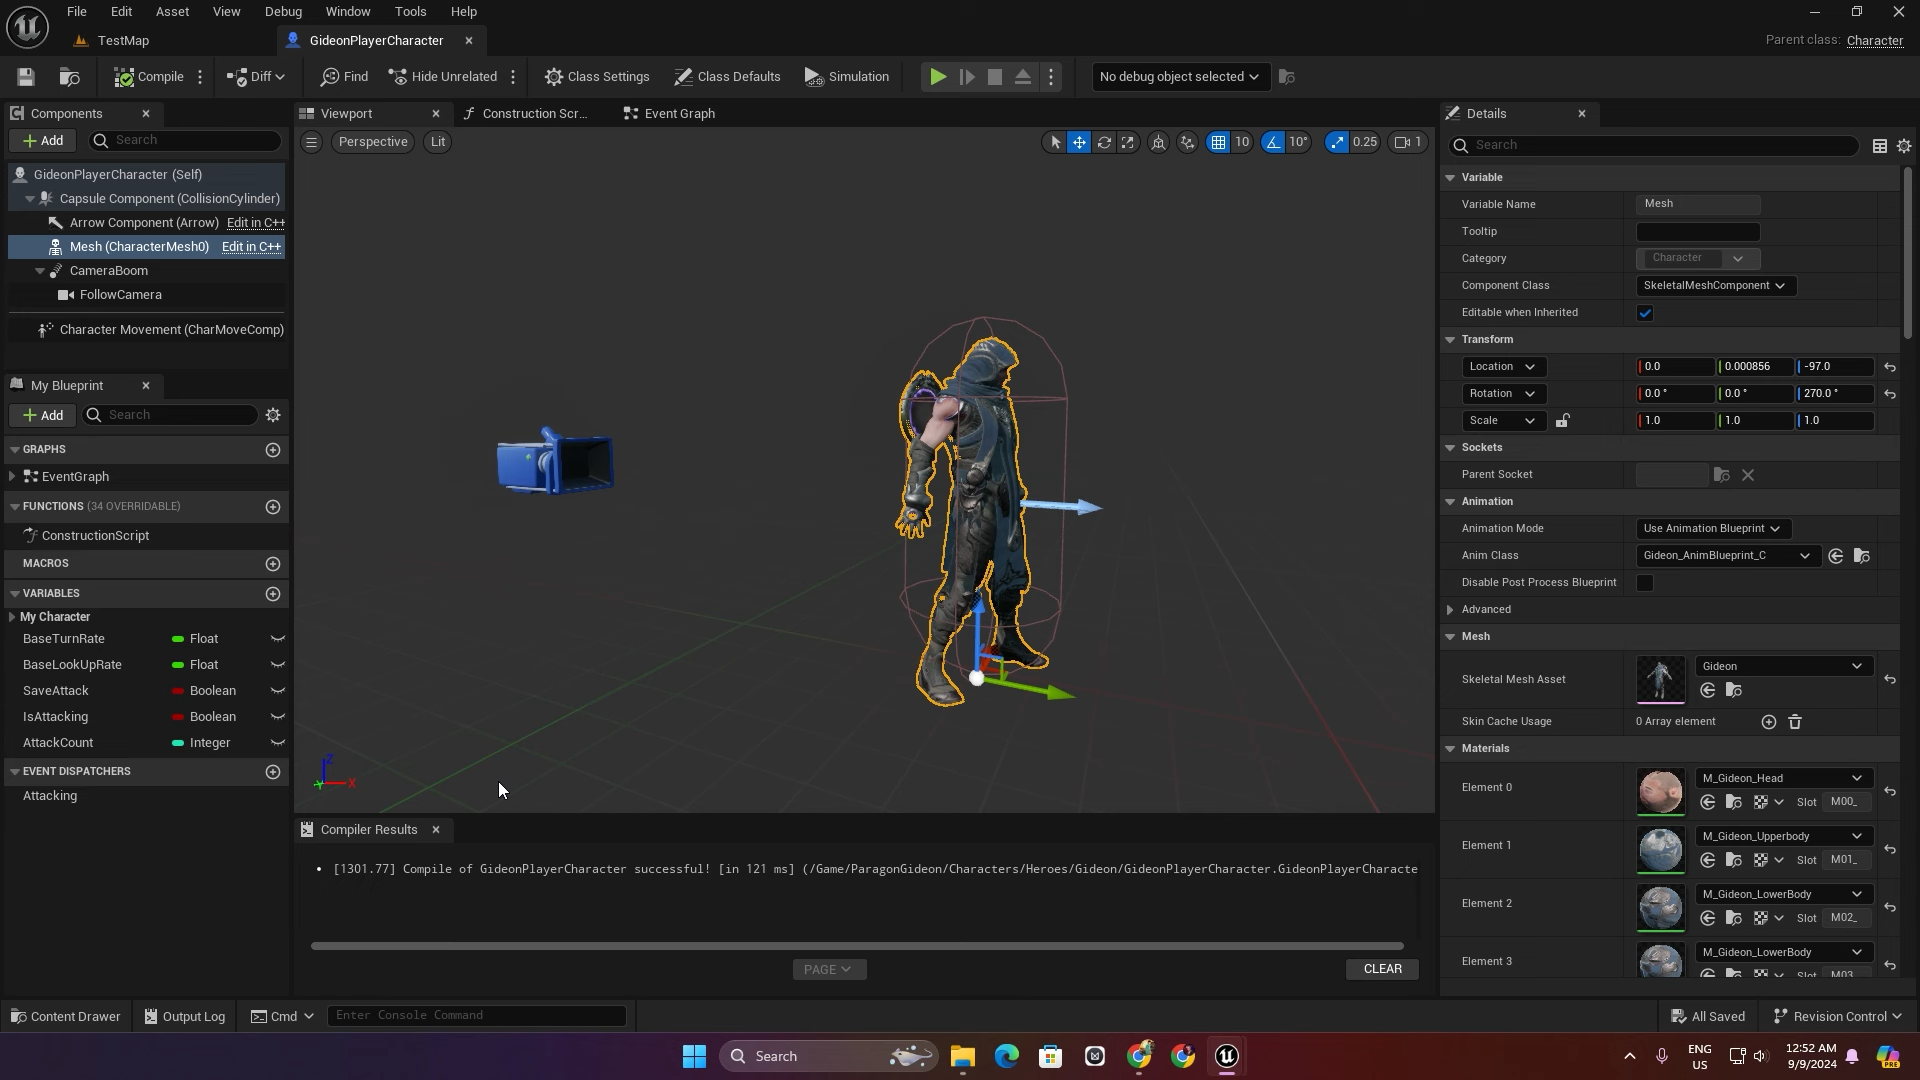 File Edit Asset View Debug Window Tools Help
TestMap
GideonPlayerCharacter
Parent class: Character
Compile
Diff
Find
Hide Unrelated
Class Settings
Class Defaults
Simulation
No debug object selected
Components
Add
Search
GideonPlayerCharacter (Self)
Capsule Component (CollisionCylinder)
Arrow Component (Arrow) Edit in C++
Mesh (CharacterMesh0) Edit in C++
CameraBoom
FollowCamera
Character Movement (CharMoveComp)
My Blueprint
Add
Search
GRAPHS
EventGraph
FUNCTIONS (34 OVERRIDABLE)
ConstructionScript
MACROS
VARIABLES
My Character
BaseTurnRate Float
BaseLookUpRate Float
SaveAttack Boolean
IsAttacking Boolean
AttackCount Integer
EVENT DISPATCHERS
Attacking
Viewport
Construction Scr...
Event Graph
Perspective
Lit
10
10°
0.25
1
Z
X
Compiler Results
[1301.77] Compile of GideonPlayerCharacter successful! [in 121 ms] (/Game/ParagonGideon/Characters/Heroes/Gideon/GideonPlayerCharacter.GideonPlayerCharacte
PAGE
CLEAR
Details
Search
Variable
Variable Name Mesh
Tooltip
Category Character
Component Class SkeletalMeshComponent
Editable when Inherited
Transform
Location 0.0 0.000856 -97.0
Rotation 0.0 ° 0.0 ° 270.0 °
Scale 1.0 1.0 1.0
Sockets
Parent Socket
Animation
Animation Mode Use Animation Blueprint
Anim Class Gideon_AnimBlueprint_C
Disable Post Process Blueprint
Advanced
Mesh
Skeletal Mesh Asset Gideon
Skin Cache Usage 0 Array element
Materials
Element 0 M_Gideon_Head
Slot M00_
Element 1 M_Gideon_Upperbody
Slot M01_
Element 2 M_Gideon_LowerBody
Slot M02_
Element 3 M_Gideon_LowerBody
Slot M03_
Content Drawer
Output Log
Cmd
Enter Console Command
All Saved
Revision Control
Search
ENG
US
12:52 AM
9/9/2024
PRE